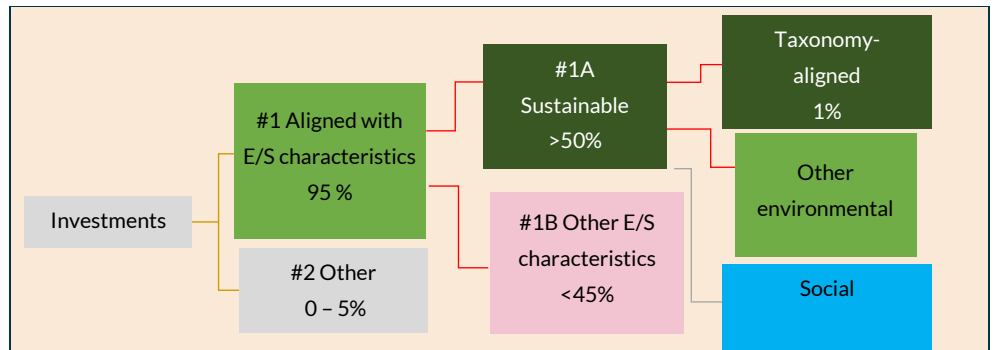 Investments
#1 Aligned with
E/S characteristics
95 %
#2 Other
0 – 5%
#1A
Sustainable
>50%
#1B Other E/S
characteristics
<45%
Taxonomy-
aligned
1%
Other
environmental
Social